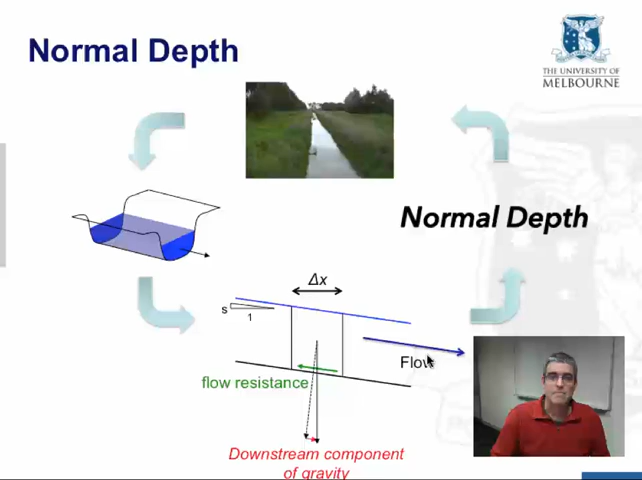 Normal Depth
THE UNIVERSITY OF
MELBOURNE
Normal Depth
Δx
s
1
Flow
flow resistance
Downstream component
of gravity